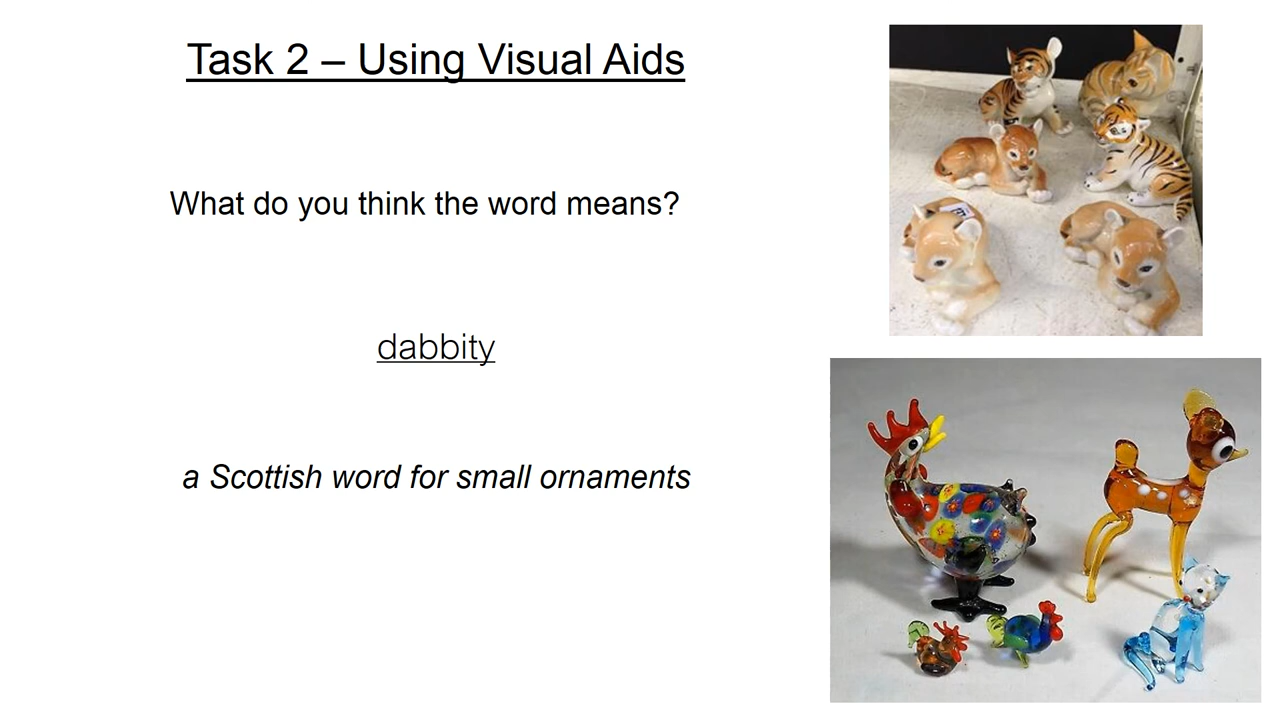 Task 2 – Using Visual Aids
What do you think the word means?
dabbity
a Scottish word for small ornaments